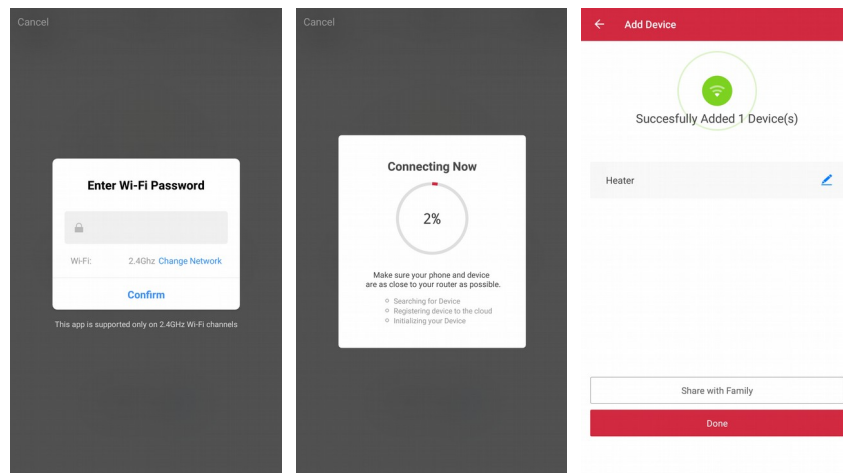 Cancel
Enter Wi-Fi Password
Wi-Fi: 2.4Ghz Change Network
Confirm
This app is supported only on 2.4GHz Wi-Fi channels
Cancel
Connecting Now
2%
Make sure your phone and device
are as close to your router as possible.
Searching for Device
Registering device to the cloud
Initializing your Device
Add Device
Succesfully Added 1 Device(s)
Heater
Share with Family
Done